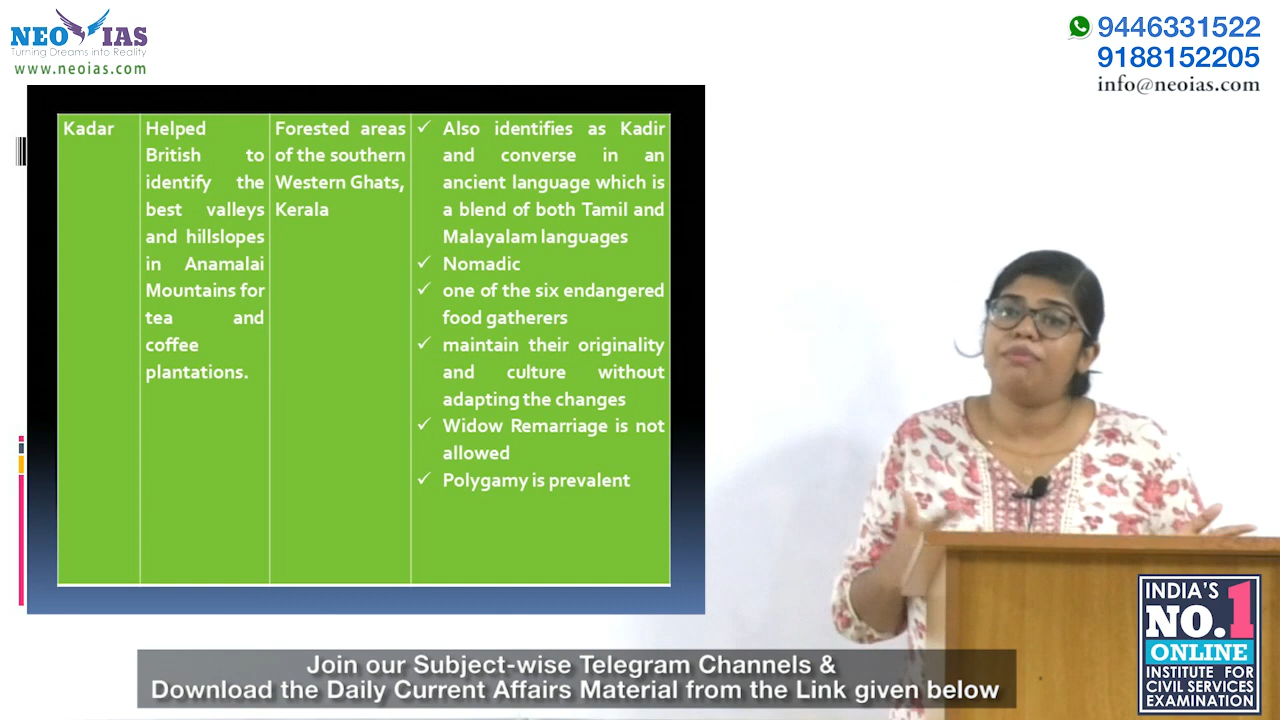 NEO IAS
Turning Dreams into Reality
www.neoias.com
9446331522
9188152205
info@neoias.com
Kadar
Helped
British to
identify the
best valleys
and hillslopes
in Anamalai
Mountains for
tea and
coffee
plantations.
Forested areas
of the southern
Western Ghats,
Kerala
✓ Also identifies as Kadir
and converse in an
ancient language which is
a blend of both Tamil and
Malayalam languages
✓ Nomadic
✓ one of the six endangered
food gatherers
✓ maintain their originality
and culture without
adapting the changes
✓ Widow Remarriage is not
allowed
✓ Polygamy is prevalent
INDIA'S
NO.1
ONLINE
INSTITUTE FOR
CIVIL SERVICES
EXAMINATION
Join our Subject-wise Telegram Channels &
Download the Daily Current Affairs Material from the Link given below